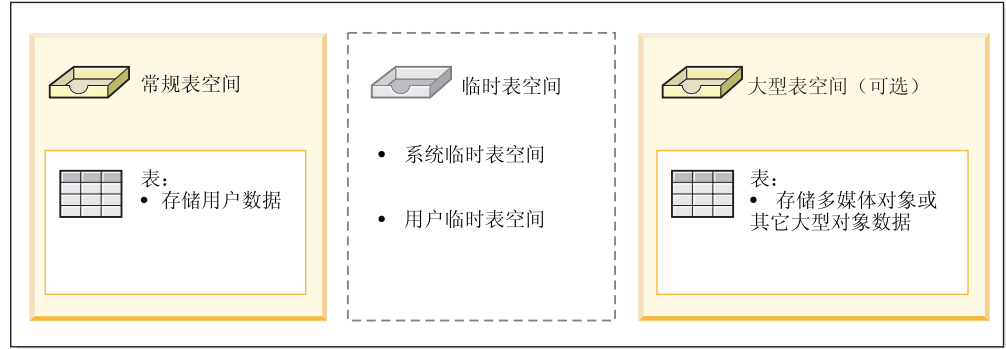 常规表空间
表：
• 存储用户数据
临时表空间
• 系统临时表空间
• 用户临时表空间
大型表空间（可选）
表：
• 存储多媒体对象或
其它大型对象数据